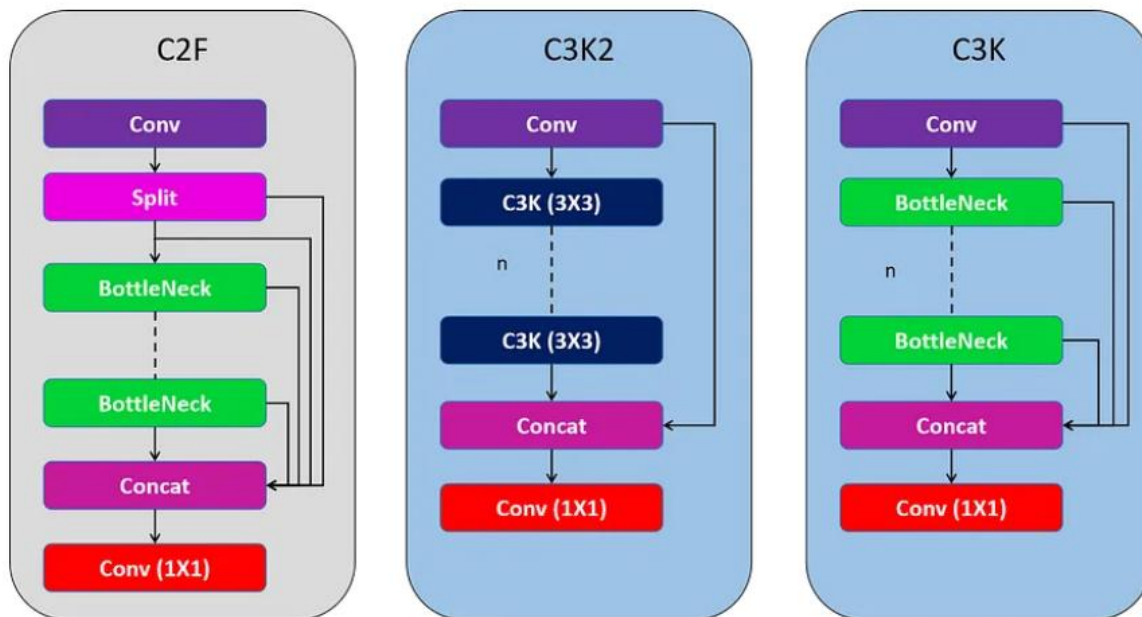 C2F
Conv
Split
BottleNeck
BottleNeck
Concat
Conv (1X1)
C3K2
Conv
C3K (3X3)
n
C3K (3X3)
Concat
Conv (1X1)
C3K
Conv
BottleNeck
n
BottleNeck
Concat
Conv (1X1)